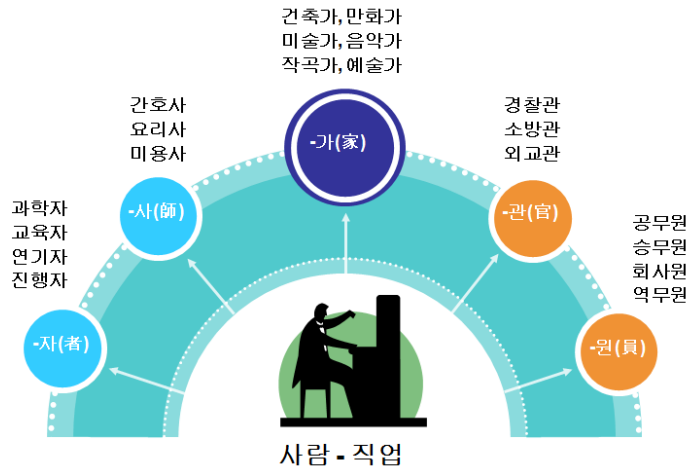 건축가, 만화가
미술가, 음악가
작곡가, 예술가
간호사
요리사
미용사
경찰관
소방관
외교관
-가(家)
과학자
교육자
연기자
진행자
-사(師)
-관(官)
공무원
승무원
회사원
역무원
-자(者)
-원(員)
사람 - 직업